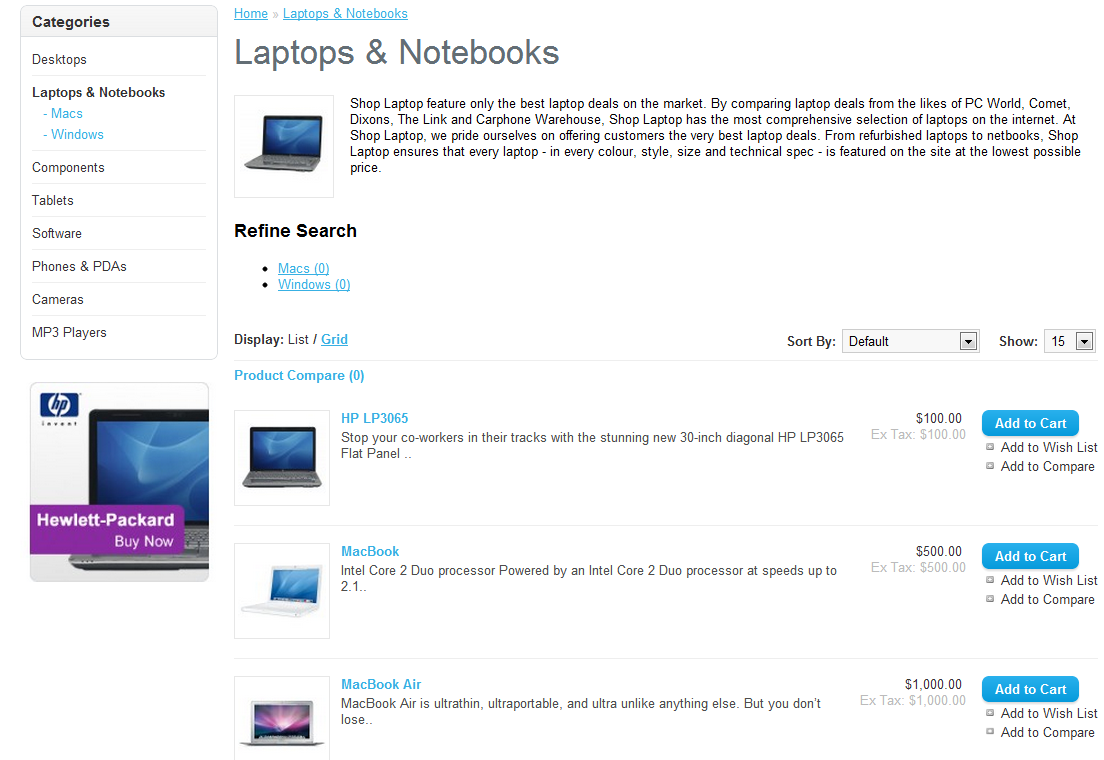 Categories
Desktops
Laptops & Notebooks
- Macs
- Windows
Components
Tablets
Software
Phones & PDAs
Cameras
MP3 Players
hp
invent
Hewlett-Packard
Buy Now
Home » Laptops & Notebooks
Laptops & Notebooks
Shop Laptop feature only the best laptop deals on the market. By comparing laptop deals from the likes of PC World, Comet,
Dixons, The Link and Carphone Warehouse, Shop Laptop has the most comprehensive selection of laptops on the internet. At
Shop Laptop, we pride ourselves on offering customers the very best laptop deals. From refurbished laptops to netbooks, Shop
Laptop ensures that every laptop - in every colour, style, size and technical spec - is featured on the site at the lowest possible
price.
Refine Search
Macs (0)
Windows (0)
Display: List / Grid
Sort By: Default
Show: 15
Product Compare (0)
HP LP3065
Stop your co-workers in their tracks with the stunning new 30-inch diagonal HP LP3065
Flat Panel ..
$100.00
Ex Tax: $100.00
Add to Cart
Add to Wish List
Add to Compare
MacBook
Intel Core 2 Duo processor Powered by an Intel Core 2 Duo processor at speeds up to
2.1..
$500.00
Ex Tax: $500.00
Add to Cart
Add to Wish List
Add to Compare
MacBook Air
MacBook Air is ultrathin, ultraportable, and ultra unlike anything else. But you don't
lose..
$1,000.00
Ex Tax: $1,000.00
Add to Cart
Add to Wish List
Add to Compare